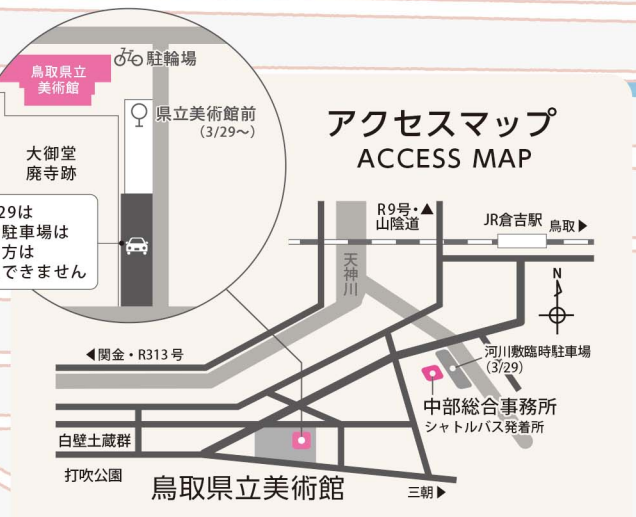 駐輪場
鳥取県立
美術館
県立美術館前
(3/29〜)
大御堂
廃寺跡
29は
駐車場は
方は
できません
アクセスマップ
ACCESS MAP
R9号・▲
山陰道
JR倉吉駅
鳥取▶
天神川
N
◀関金・R313号
河川敷臨時駐車場
(3/29)
中部総合事務所
シャトルバス発着所
白壁土蔵群
打吹公園
鳥取県立美術館
三朝▶